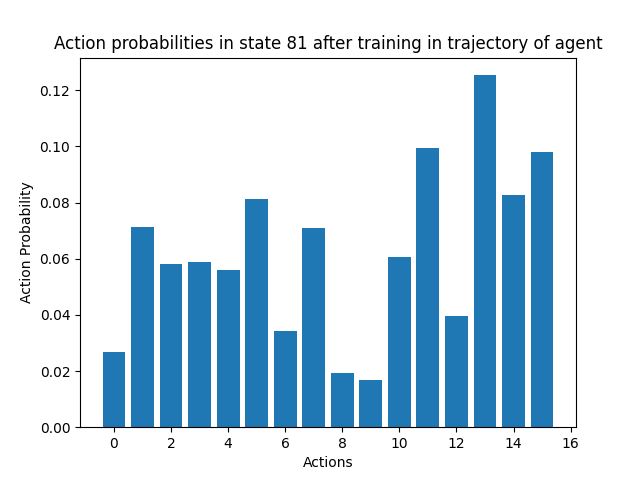 Action probabilities in state 81 after training in trajectory of agent
0.12
0.10
0.08
0.06
0.04
0.02
0.00
Action Probability
0 2 4 6 8 10 12 14 16
Actions